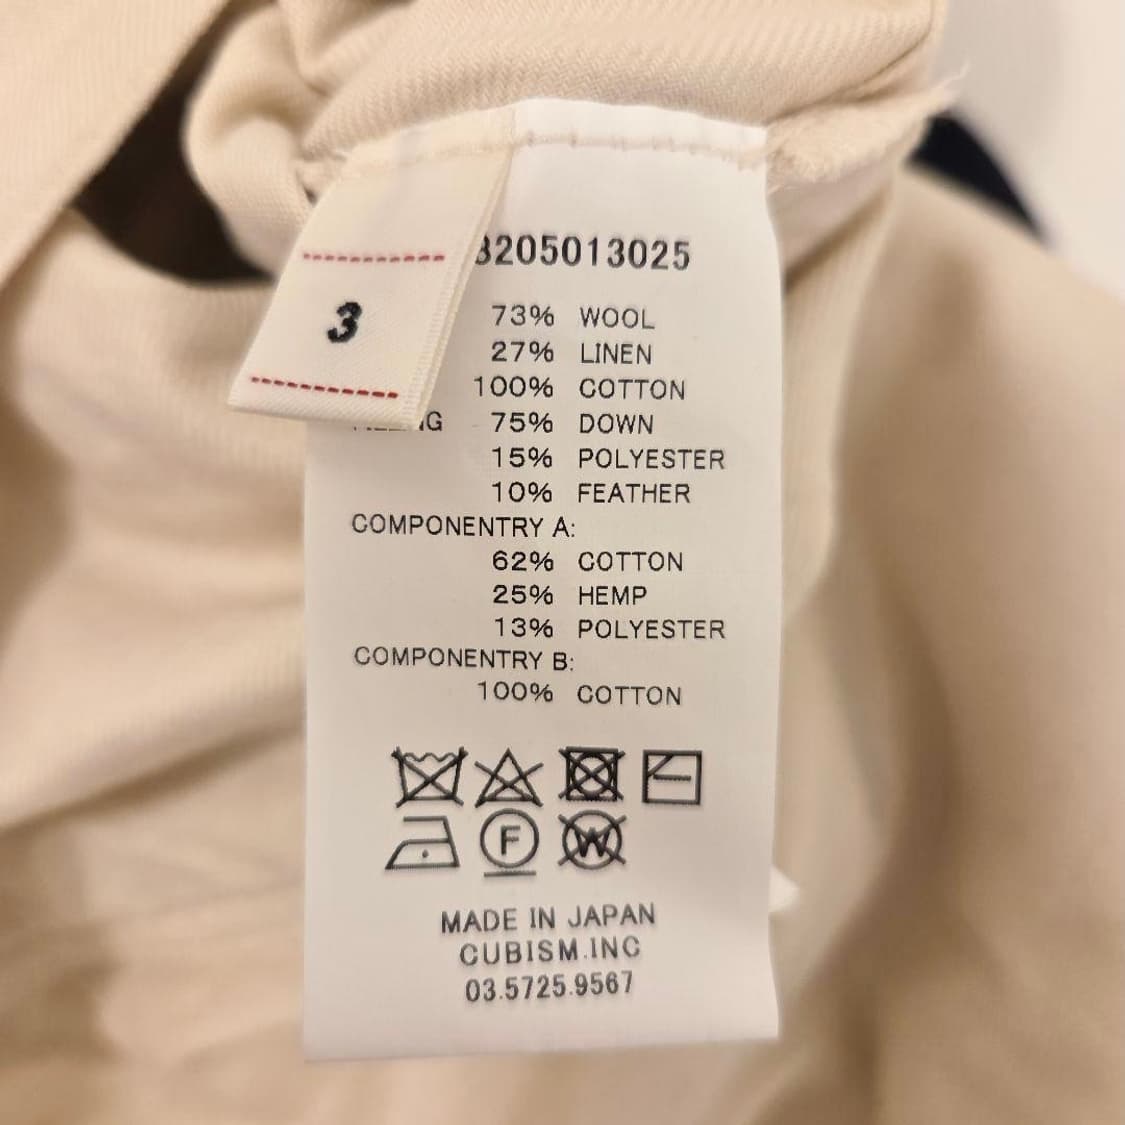 3205013025
3
73% WOOL
27% LINEN
100% COTTON
75% DOWN
15% POLYESTER
10% FEATHER
COMPONENTRY A:
62% COTTON
25% HEMP
13% POLYESTER
COMPONENTRY B:
100% COTTON
F W
MADE IN JAPAN
CUBISM.INC
03.5725.9567